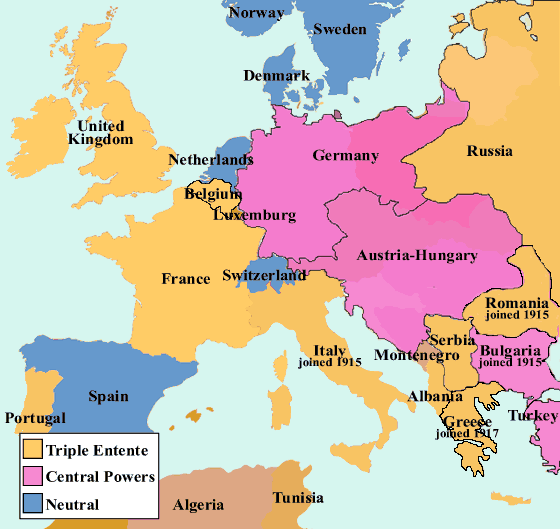 Norway
Sweden
Denmark
United
Kingdom
Netherlands
Germany
Russia
Belgium
Luxemburg
Austria-Hungary
France
Switzerland
Romania
joined 1915
Serbia
Italy
joined 1915
Montenegro
Bulgaria
joined 1915
Spain
Albania
Portugal
Greece
joined 1917
Turkey
Triple Entente
Central Powers
Neutral
Algeria
Tunisia